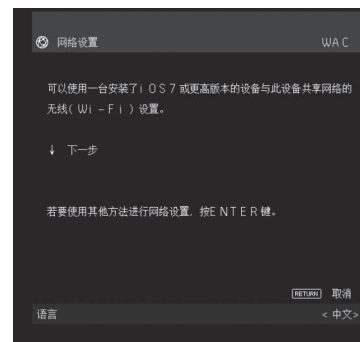 网络设置 WAC
可以使用一台安装了iOS7或更高版本的设备与此设备共享网络的
无线(Wi-Fi)设置。
↓ 下一步
若要使用其他方法进行网络设置, 按ENTER键。
RETURN 取消
语言 <中文>